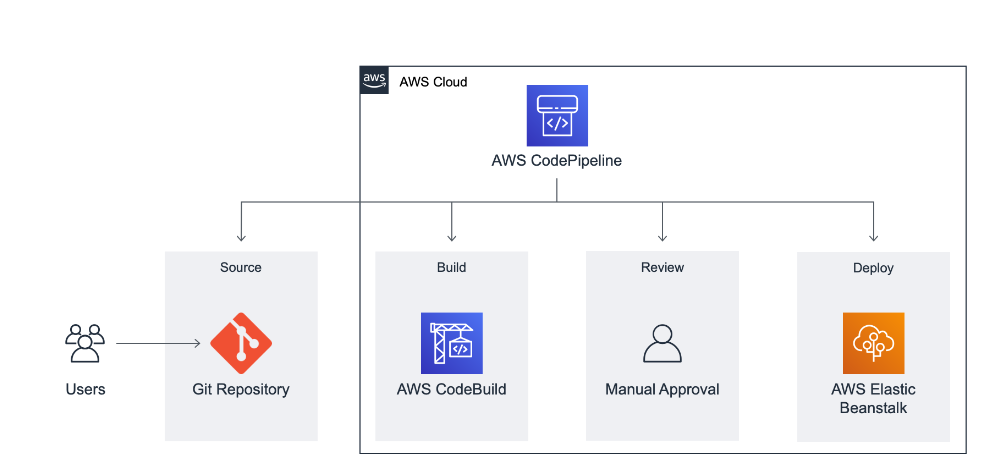 aws
AWS Cloud
</>
AWS CodePipeline
Source
Build
Review
Deploy
</>
Users
Git Repository
AWS CodeBuild
Manual Approval
AWS Elastic
Beanstalk